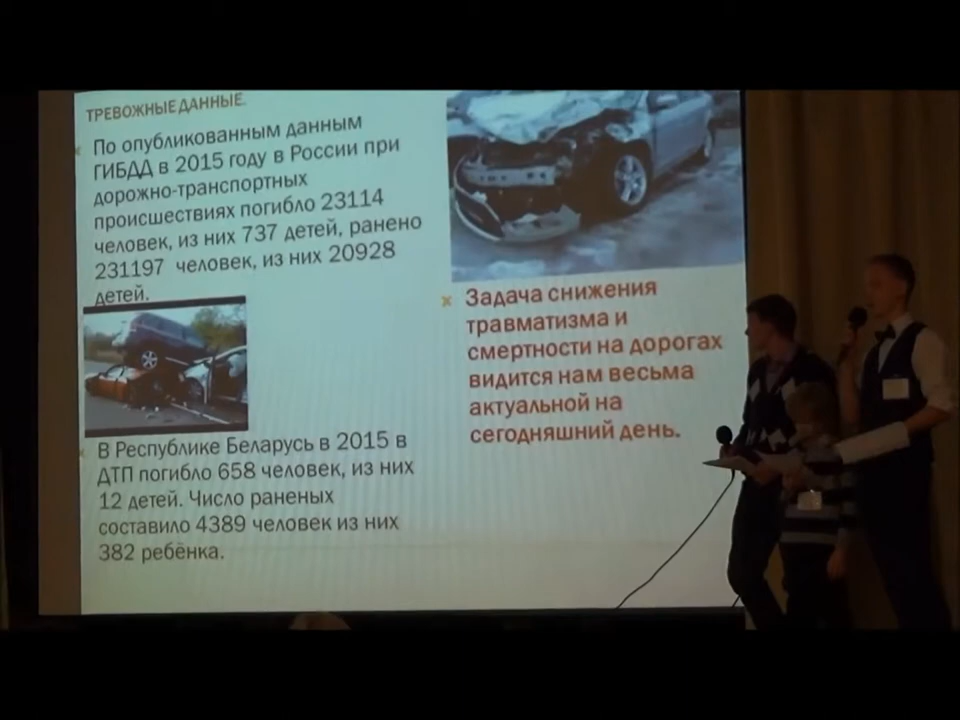 ТРЕВОЖНЫЕ ДАННЫЕ.
По опубликованным данным
ГИБДД в 2015 году в России при
дорожно-транспортных
происшествиях погибло 23114
человек, из них 737 детей, ранено
231197 человек, из них 20928
детей.
В Республике Беларусь в 2015 в
ДТП погибло 658 человек, из них
12 детей. Число раненых
составило 4389 человек из них
382 ребёнка.
Задача снижения
травматизма и
смертности на дорогах
видится нам весьма
актуальной на
сегодняшний день.